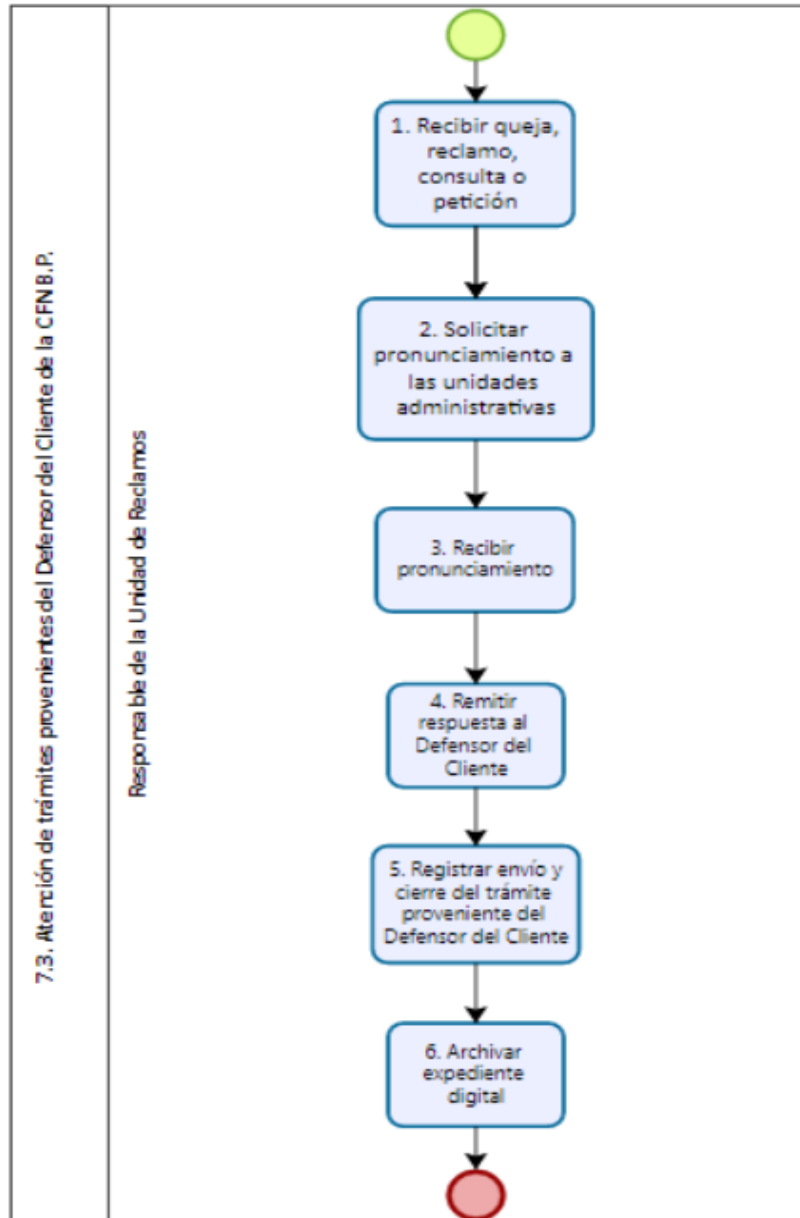 7.3. Atención de trámites provenientes del Defensor del Cliente de la CFN B.P.
Responsable de la Unidad de Reclamos
1. Recibir queja,
reclamo,
consulta o
petición
2. Solicitar
pronunciamiento a
las unidades
administrativas
3. Recibir
pronunciamiento
4. Remitir
respuesta al
Defensor del
Cliente
5. Registrar envío y
cierre del trámite
proveniente del
Defensor del Cliente
6. Archivar
expediente
digital